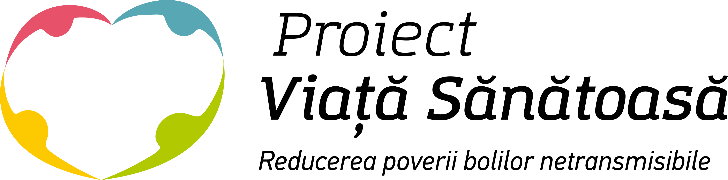 Proiect
Viață Sănătoasă
Reducerea poverii bolilor netransmisibile